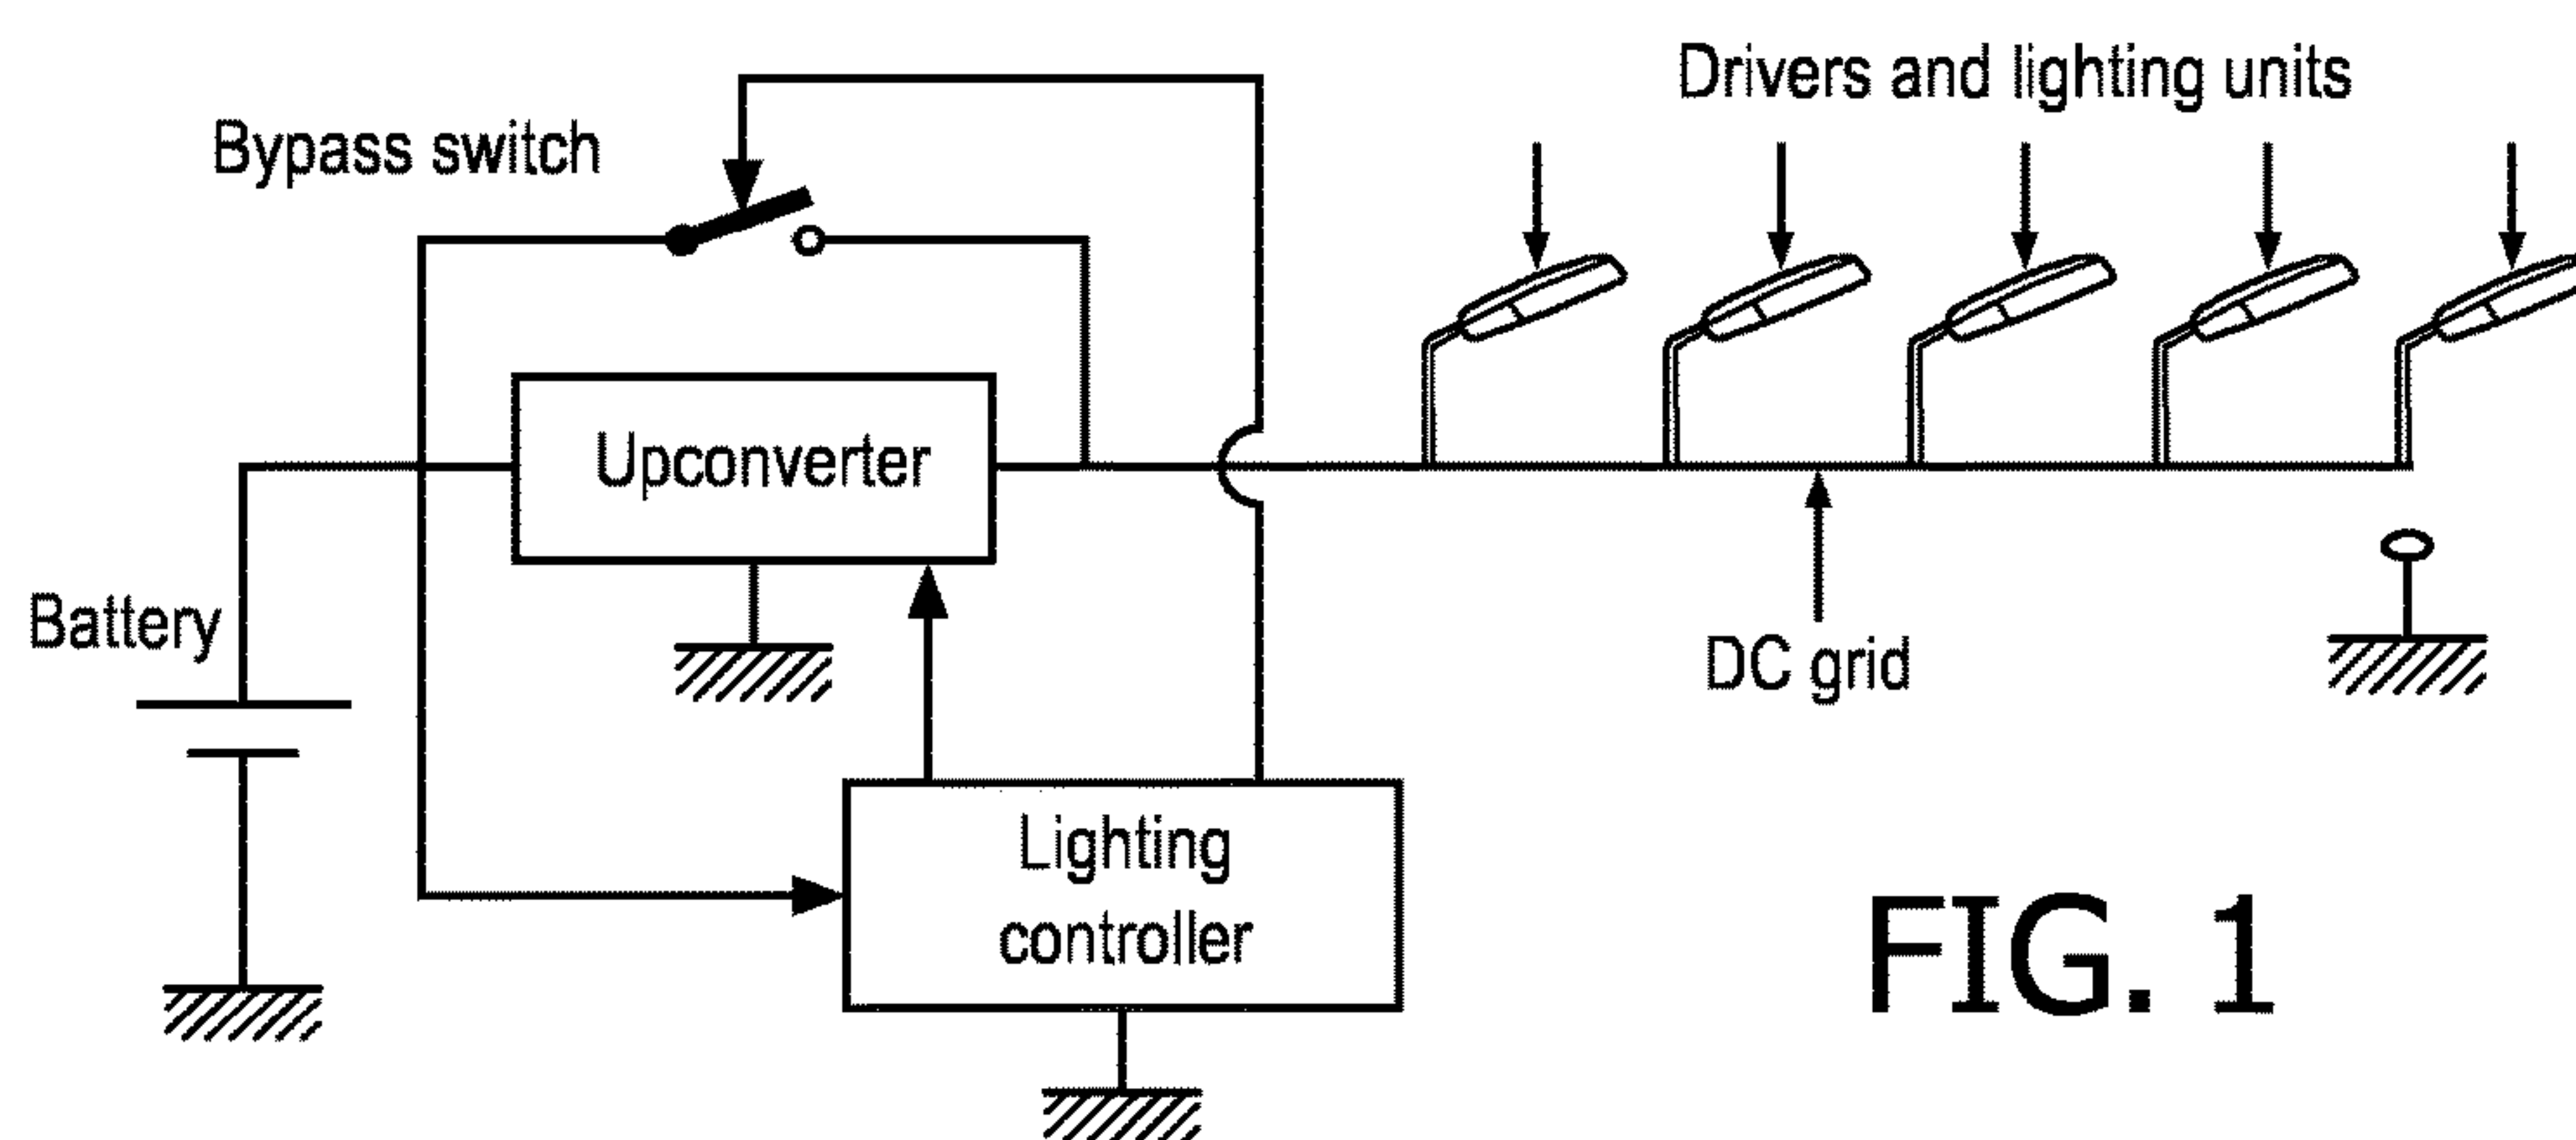 Drivers and lighting units
Bypass switch
Upconverter
Battery
DC grid
Lighting
controller
FIG. 1